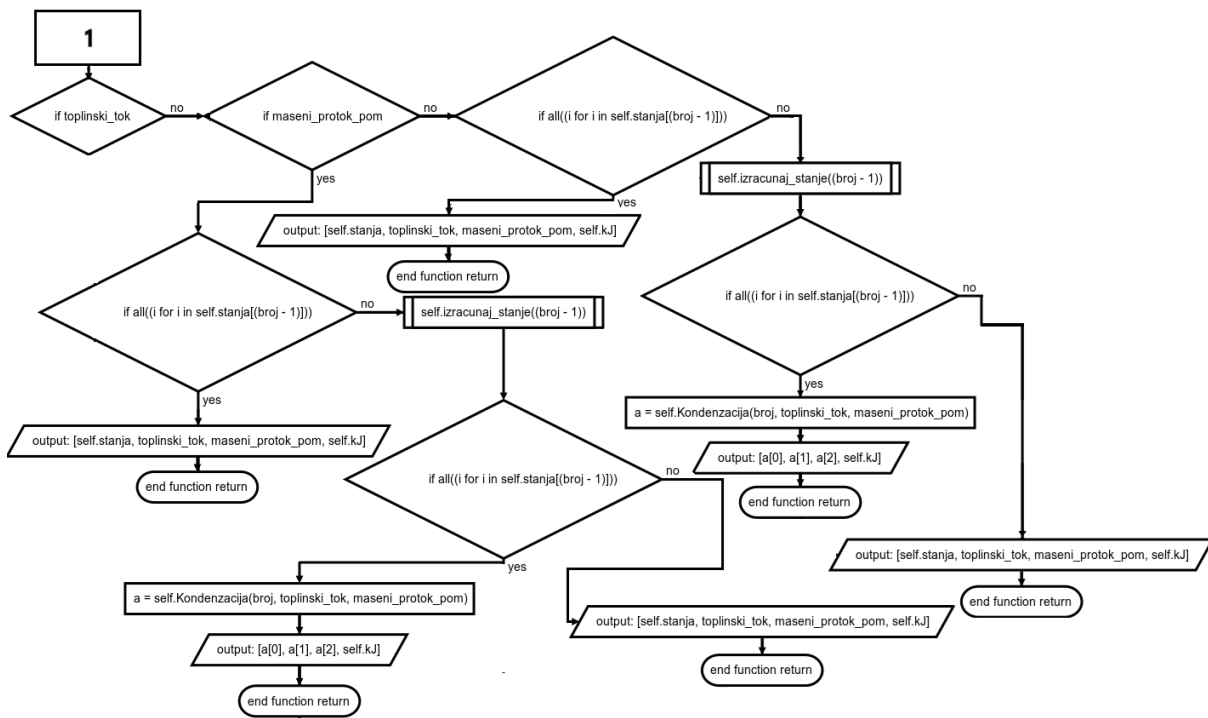 1
if toplinski_tok
no
if maseni_protok_pom
no
if all((i for i in self.stanja[(broj - 1)]))
no
self.izracunaj_stanje((broj - 1))
yes
yes
output: [self.stanja, toplinski_tok, maseni_protok_pom, self.kJ]
end function return
if all((i for i in self.stanja[(broj - 1)]))
no
self.izracunaj_stanje((broj - 1))
if all((i for i in self.stanja[(broj - 1)]))
no
yes
output: [self.stanja, toplinski_tok, maseni_protok_pom, self.kJ]
end function return
yes
a = self.Kondenzacija(broj, toplinski_tok, maseni_protok_pom)
output: [a[0], a[1], a[2], self.kJ]
end function return
if all((i for i in self.stanja[(broj - 1)]))
no
yes
output: [self.stanja, toplinski_tok, maseni_protok_pom, self.kJ]
end function return
a = self.Kondenzacija(broj, toplinski_tok, maseni_protok_pom)
output: [a[0], a[1], a[2], self.kJ]
end function return
output: [self.stanja, toplinski_tok, maseni_protok_pom, self.kJ]
end function return